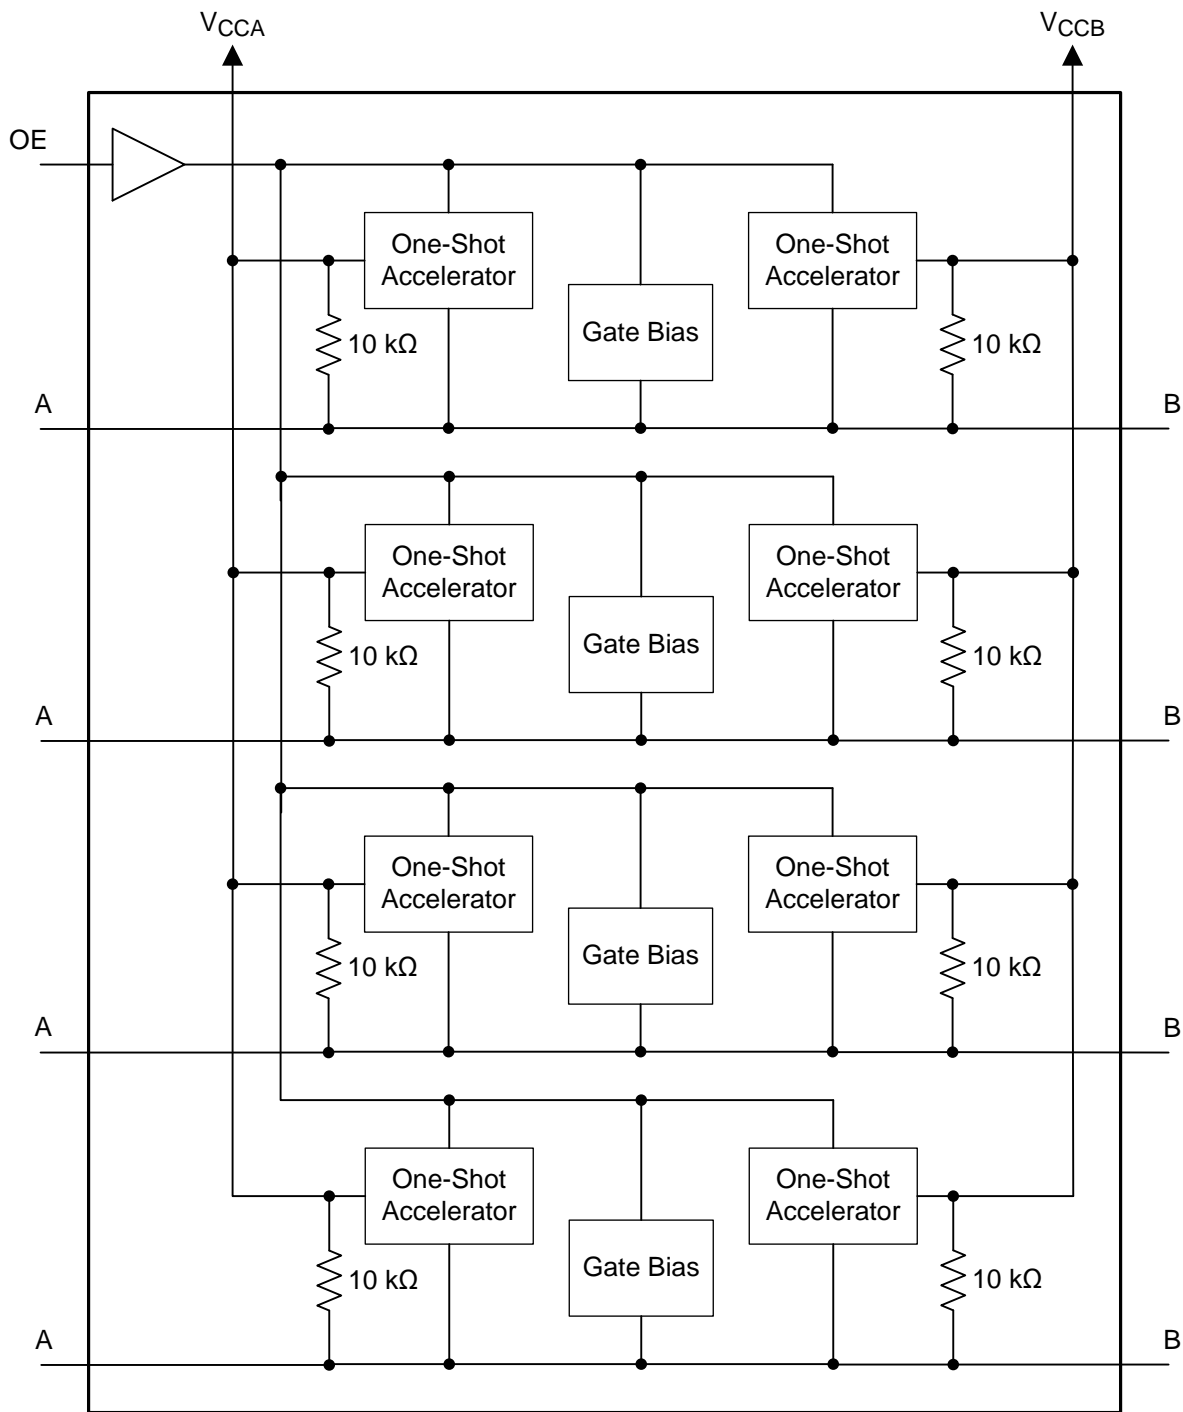 VCCA
VCCB
OE
One-Shot
Accelerator
One-Shot
Accelerator
Gate Bias
10 kΩ
10 kΩ
A
B
One-Shot
Accelerator
One-Shot
Accelerator
Gate Bias
10 kΩ
10 kΩ
A
B
One-Shot
Accelerator
One-Shot
Accelerator
Gate Bias
10 kΩ
10 kΩ
A
B
One-Shot
Accelerator
One-Shot
Accelerator
Gate Bias
10 kΩ
10 kΩ
A
B